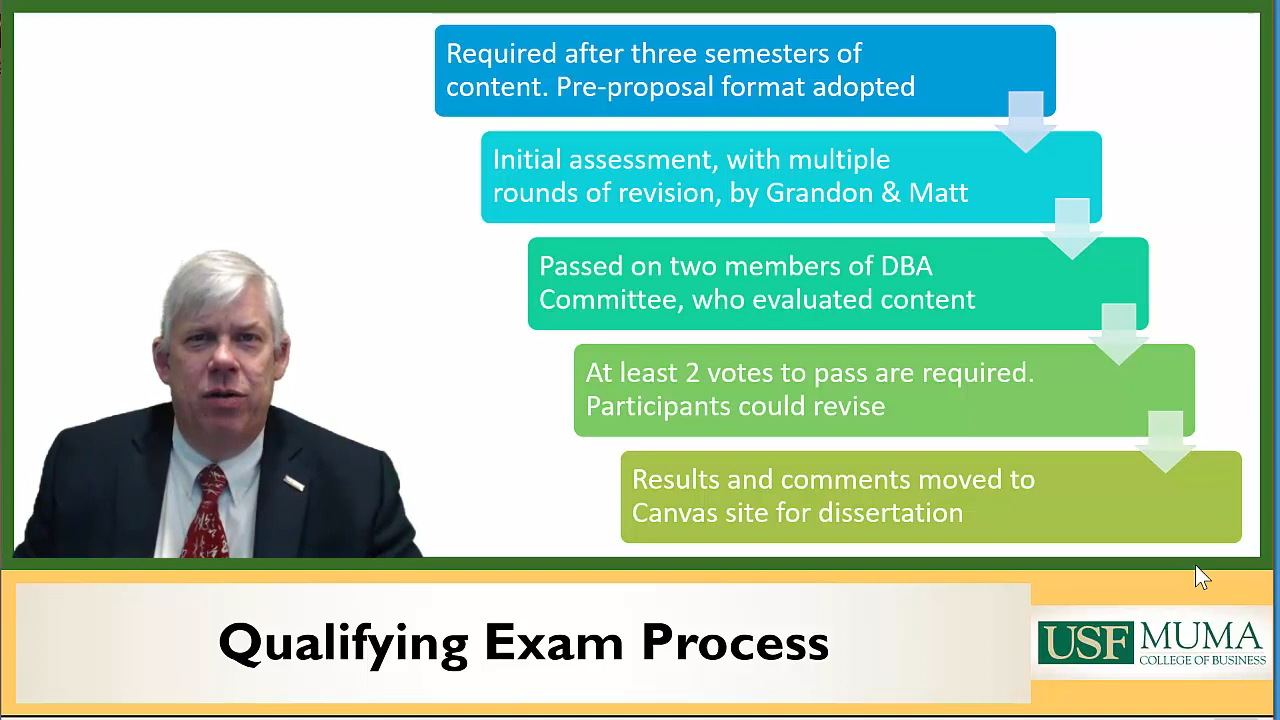 Required after three semesters of
content. Pre-proposal format adopted
Initial assessment, with multiple
rounds of revision, by Grandon & Matt
Passed on two members of DBA
Committee, who evaluated content
At least 2 votes to pass are required.
Participants could revise
Results and comments moved to
Canvas site for dissertation
Qualifying Exam Process
USF MUMA
COLLEGE OF BUSINESS